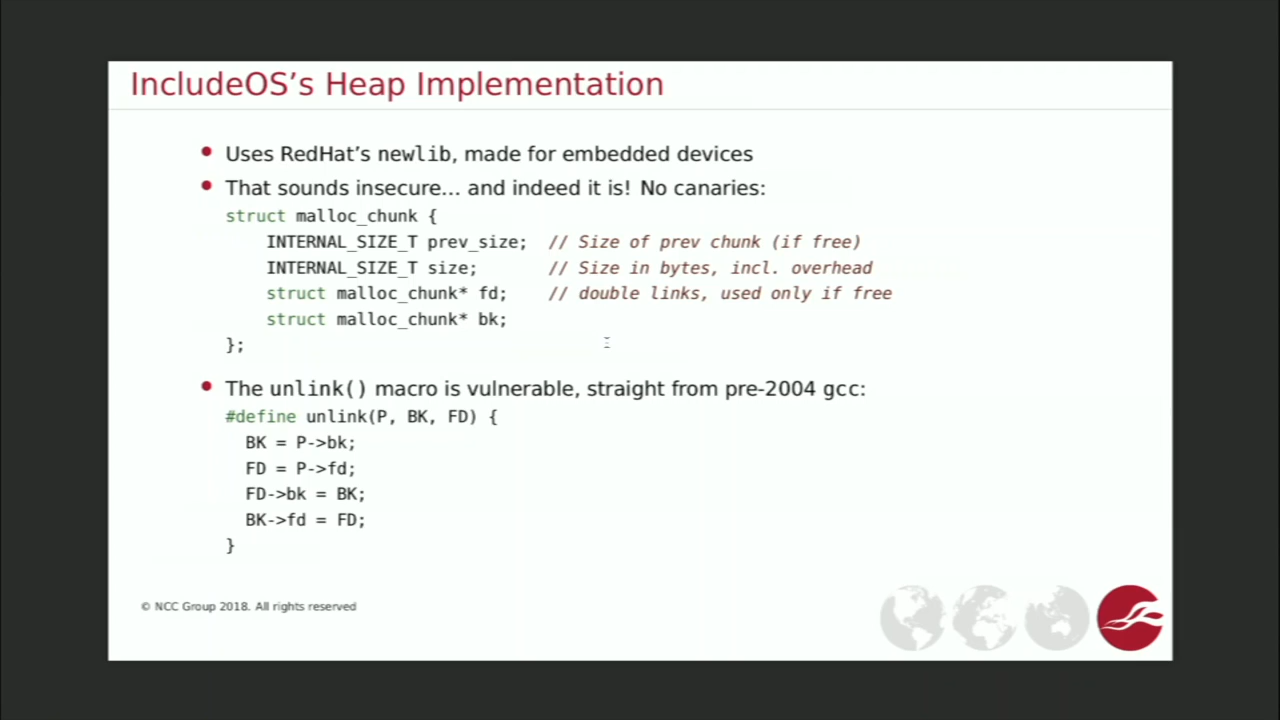 IncludeOS’s Heap Implementation
• Uses RedHat’s newlib, made for embedded devices
• That sounds insecure... and indeed it is! No canaries:
struct malloc_chunk {
    INTERNAL_SIZE_T prev_size;  // Size of prev chunk (if free)
    INTERNAL_SIZE_T size;       // Size in bytes, incl. overhead
    struct malloc_chunk* fd;    // double links, used only if free
    struct malloc_chunk* bk;
};
• The unlink() macro is vulnerable, straight from pre-2004 gcc:
#define unlink(P, BK, FD) {
  BK = P->bk;
  FD = P->fd;
  FD->bk = BK;
  BK->fd = FD;
}
© NCC Group 2018. All rights reserved